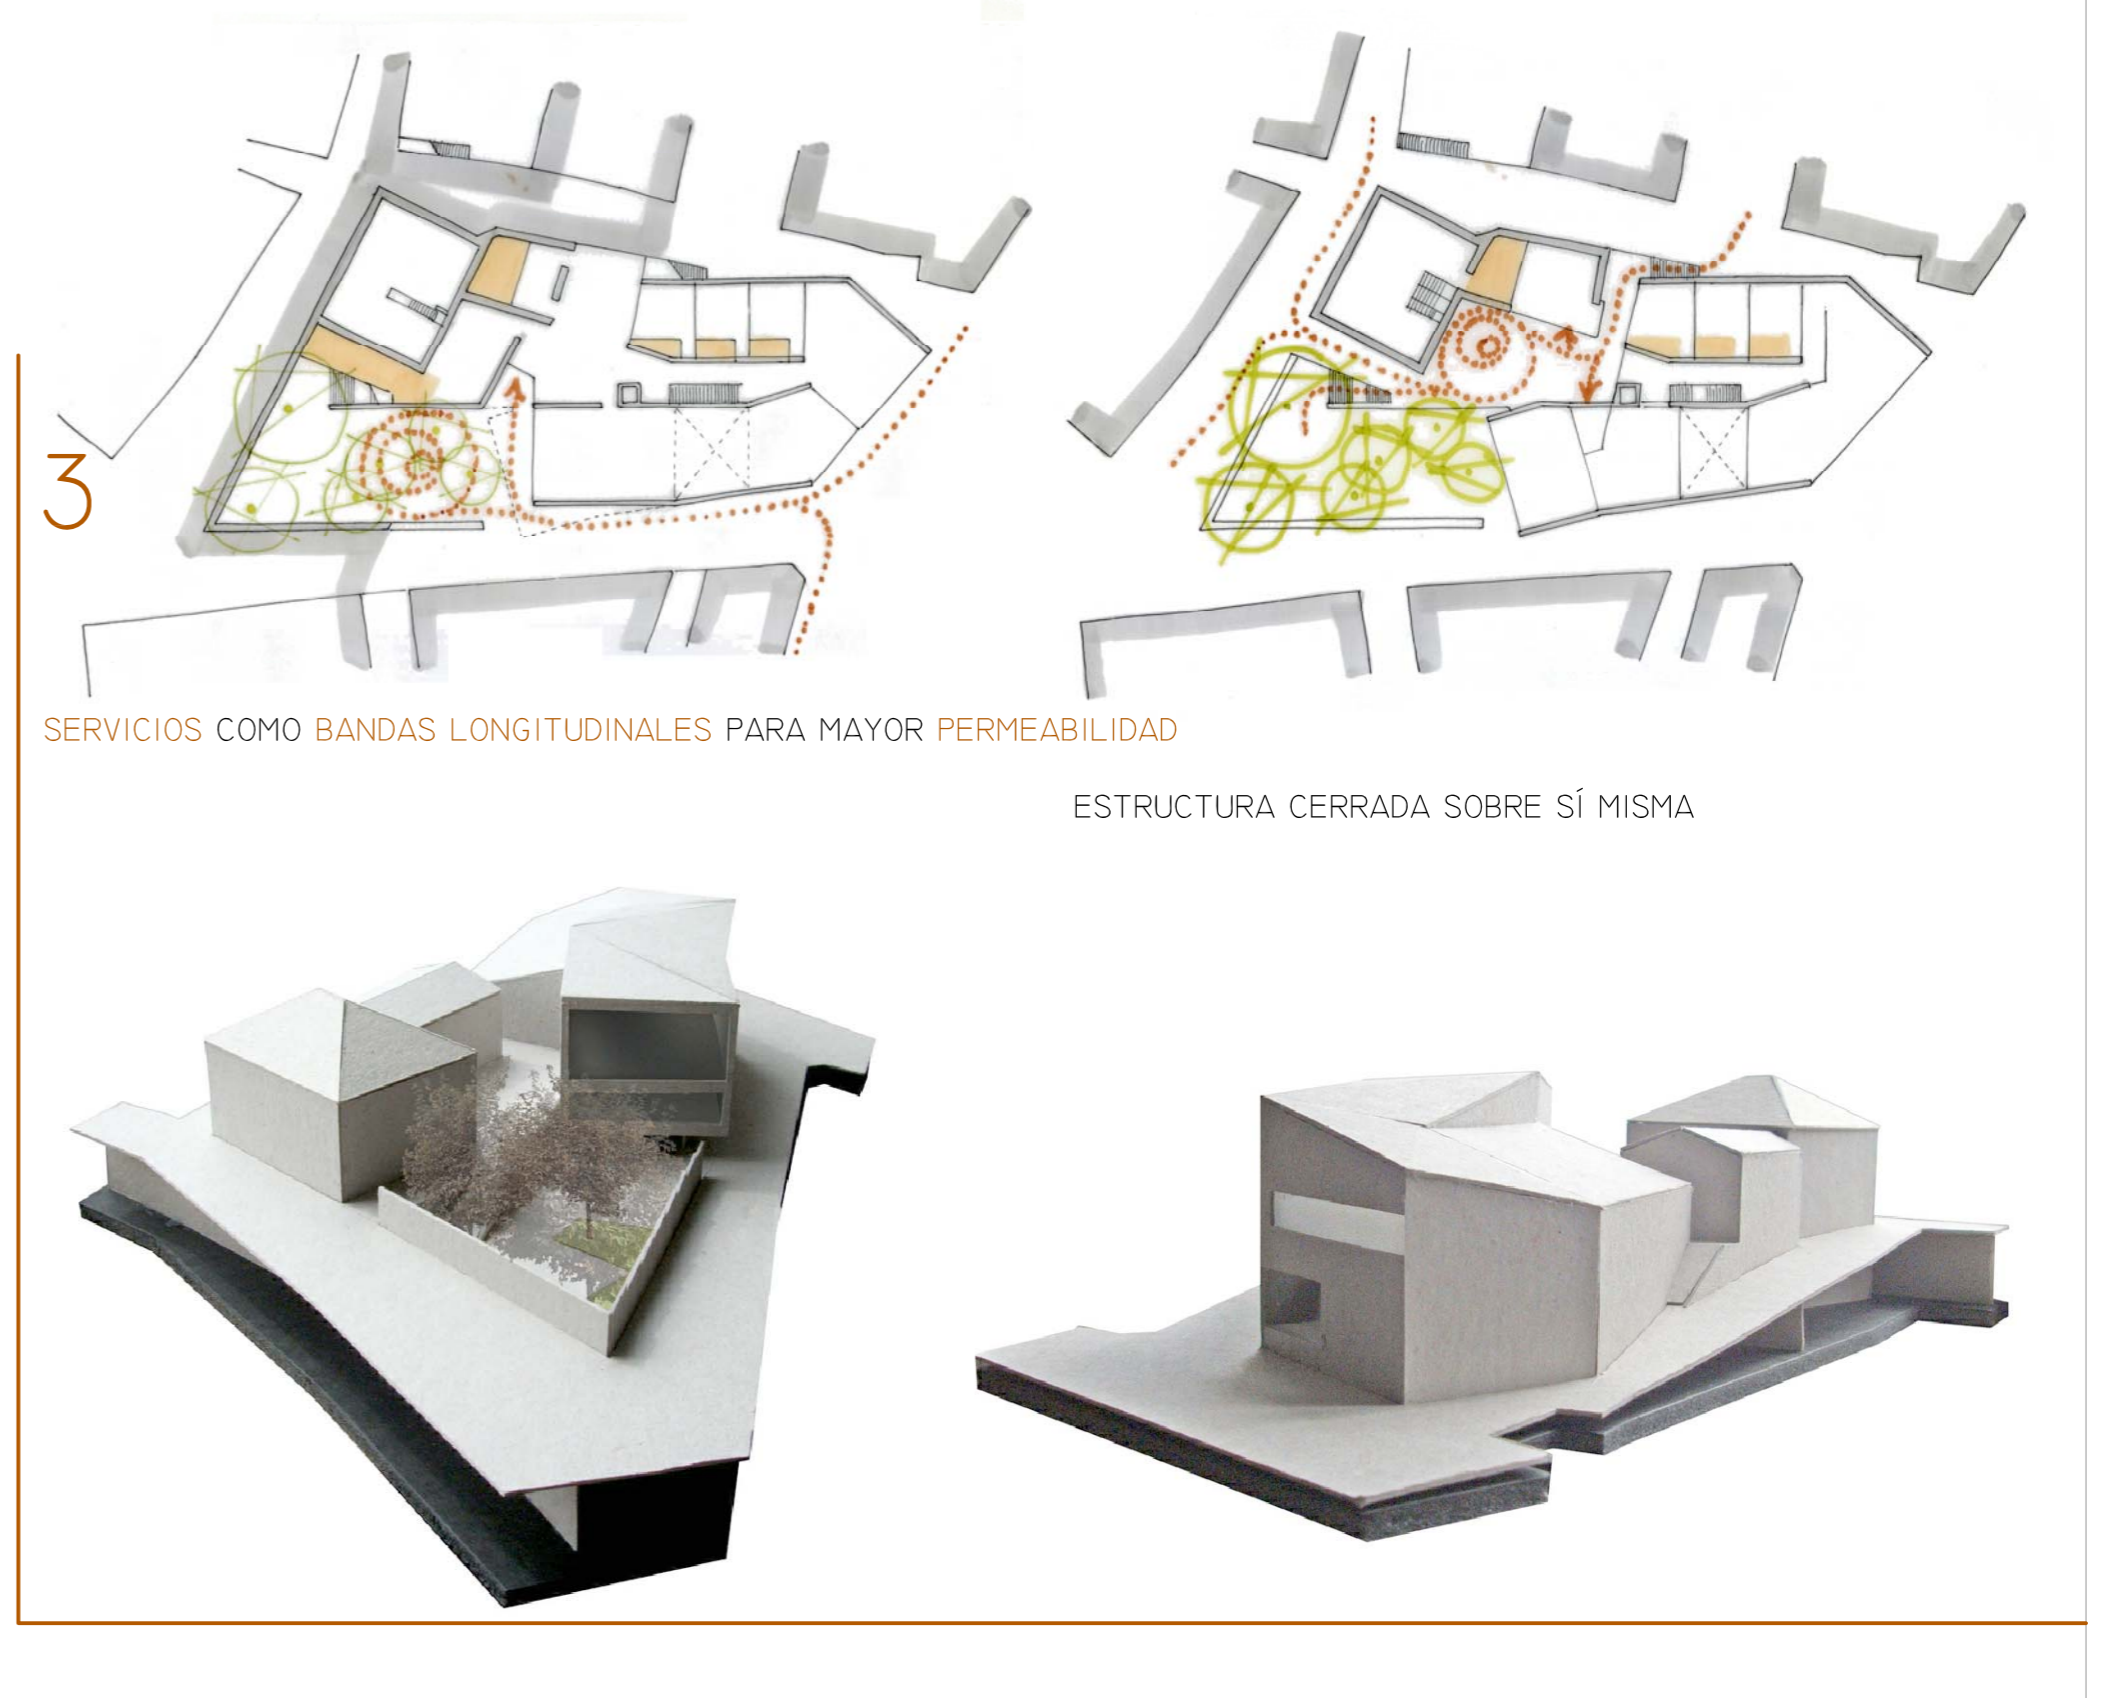 3
SERVICIOS COMO BANDAS LONGITUDINALES PARA MAYOR PERMEABILIDAD
ESTRUCTURA CERRADA SOBRE SÍ MISMA